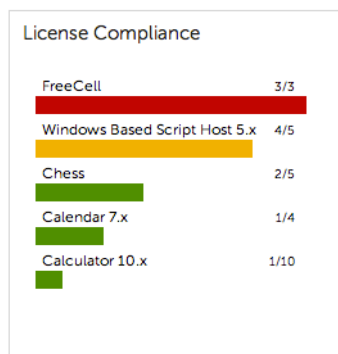 License Compliance
FreeCell 3/3
Windows Based Script Host 5.x 4/5
Chess 2/5
Calendar 7.x 1/4
Calculator 10.x 1/10